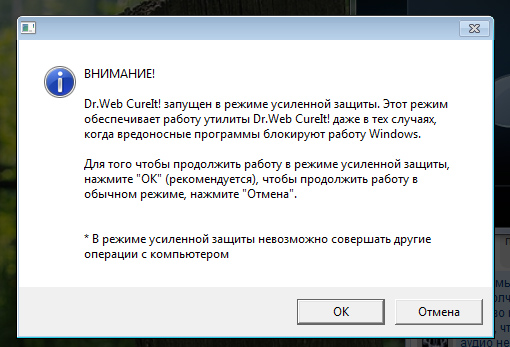 ВНИМАНИЕ!
Dr.Web CureIt! запущен в режиме усиленной защиты. Этот режим
обеспечивает работу утилиты Dr.Web CureIt! даже в тех случаях,
когда вредоносные программы блокируют работу Windows.
Для того чтобы продолжить работу в режиме усиленной защиты,
нажмите "ОК" (рекомендуется), чтобы продолжить работу в
обычном режиме, нажмите "Отмена".
* В режиме усиленной защиты невозможно совершать другие
операции с компьютером
ОК
Отмена